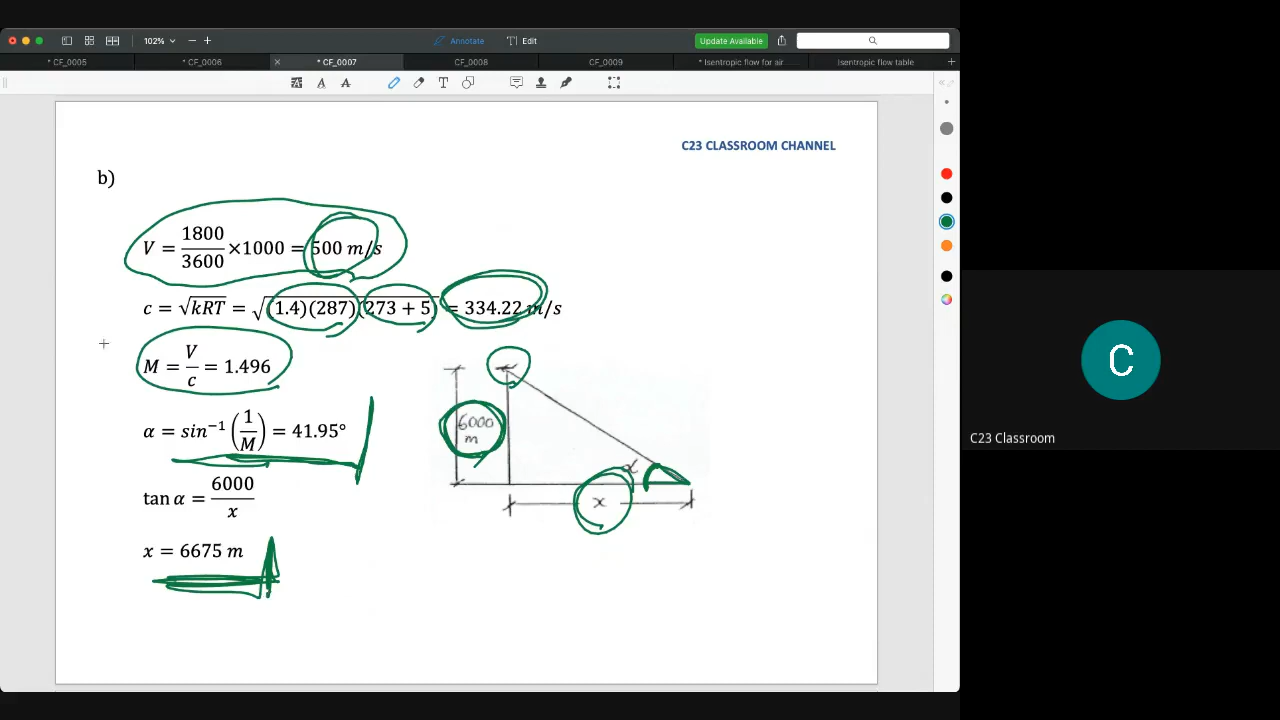 102%
Annotate
Edit
Update Available
* CF_0005
* CF_0006
* CF_0007
CF_0008
CF_0009
* Isentropic flow for air......
Isentropic flow table
C23 CLASSROOM CHANNEL
b)
V = 1800/3600 ×1000 = 500 m/s
c = √kRT = √(1.4)(287)(273 + 5) = 334.22 m/s
M = V/c = 1.496
α = sin⁻¹(1/M) = 41.95°
tan α = 6000/x
x = 6675 m
6000
m
α
x
C
C23 Classroom